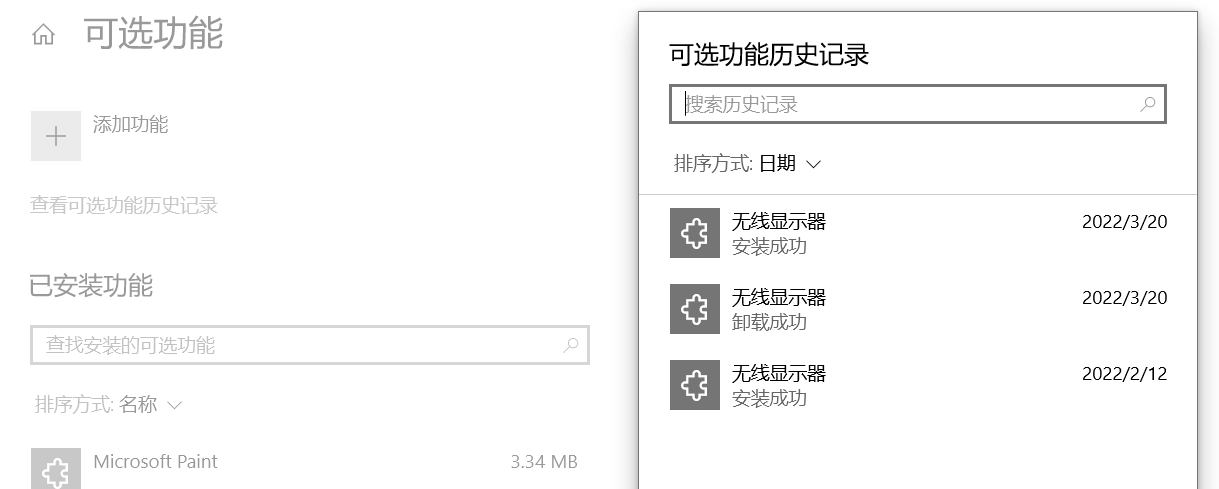 可选功能
添加功能
查看可选功能历史记录
已安装功能
查找安装的可选功能
排序方式: 名称
Microsoft Paint 3.34 MB
可选功能历史记录
搜索历史记录
排序方式: 日期
无线显示器 2022/3/20
安装成功
无线显示器 2022/3/20
卸载成功
无线显示器 2022/2/12
安装成功